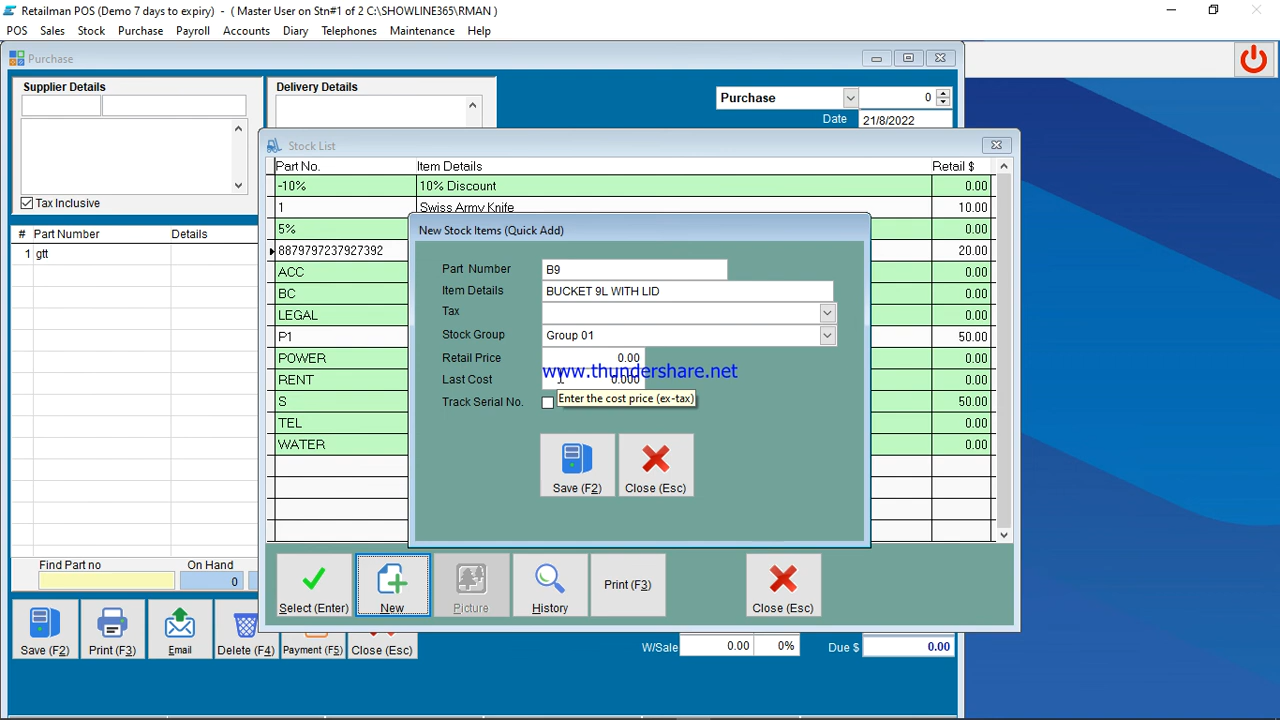 Retailman POS (Demo 7 days to expiry) - ( Master User on Stn#1 of 2 C:\SHOWLINE365\RMAN )
POS Sales Stock Purchase Payroll Accounts Diary Telephones Maintenance Help
Purchase
Supplier Details
Delivery Details
Purchase 0
Date 21/8/2022
Tax Inclusive
# Part Number Details
1 gtt
Find Part no On Hand
0
Save (F2) Print (F3) Email Delete (F4) Payment (F5) Close (Esc)
W/Sale 0.00 0% Due $ 0.00
Stock List
Part No. Item Details Retail $
-10% 10% Discount 0.00
1 Swiss Army Knife 10.00
5% 0.00
8879797237927392 20.00
ACC 0.00
BC 0.00
LEGAL 0.00
P1 50.00
POWER 0.00
RENT 0.00
S 50.00
TEL 0.00
WATER 0.00
Select (Enter) New Picture History Print (F3) Close (Esc)
New Stock Items (Quick Add)
Part Number B9
Item Details BUCKET 9L WITH LID
Tax
Stock Group Group 01
Retail Price 0.00
www.thundershare.net
Last Cost 0.000
Enter the cost price (ex-tax)
Track Serial No.
Save (F2) Close (Esc)